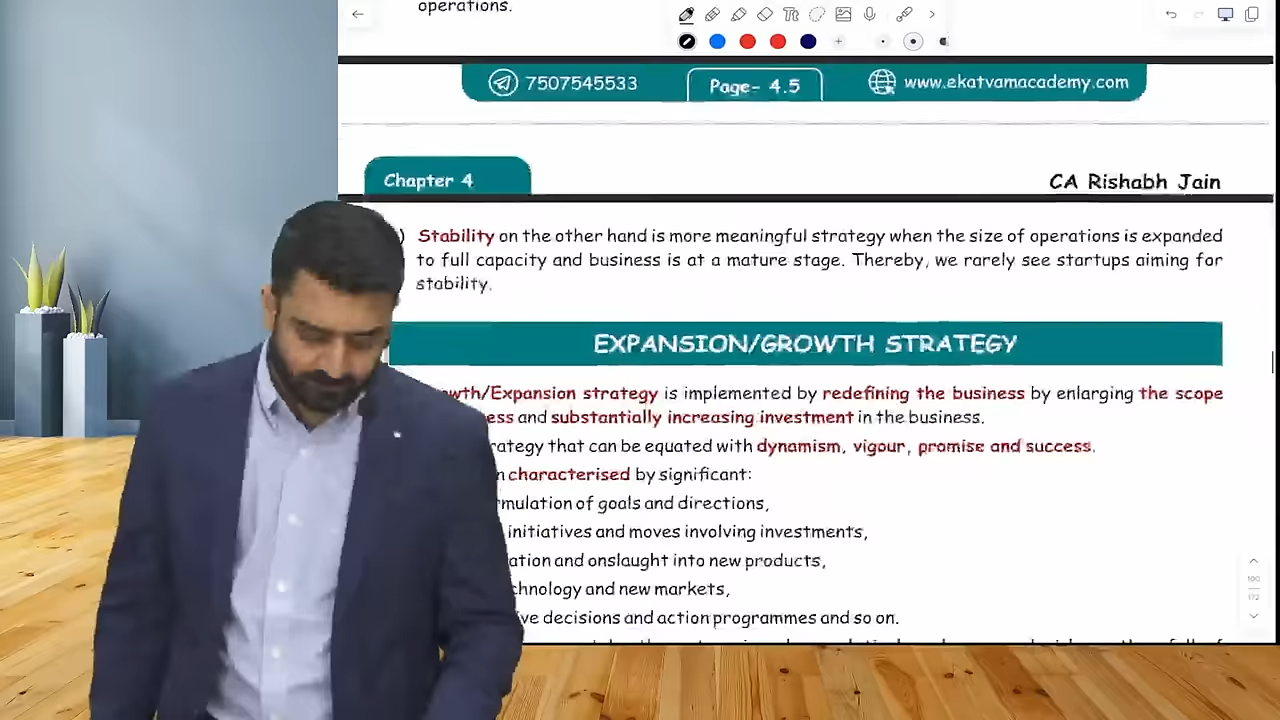 operations.
7507545533
Page- 4.5
www.ekatvamacademy.com
Chapter 4
CA Rishabh Jain
) Stability on the other hand is more meaningful strategy when the size of operations is expanded
to full capacity and business is at a mature stage. Thereby, we rarely see startups aiming for
stability.
EXPANSION/GROWTH STRATEGY
wth/Expansion strategy is implemented by redefining the business by enlarging the scope
ess and substantially increasing investment in the business.
rategy that can be equated with dynamism, vigour, promise and success.
n characterised by significant:
rmulation of goals and directions,
initiatives and moves involving investments,
ation and onslaught into new products,
chnology and new markets,
ive decisions and action programmes and so on.
100
172